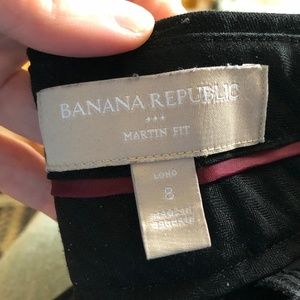 BANANA REPUBLIC
MARTIN FIT
LONG
8